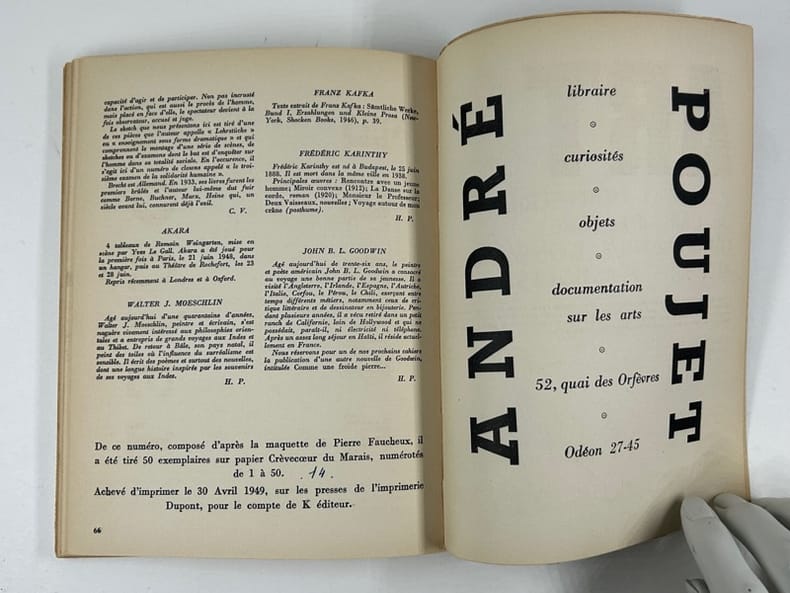 capacité d'agir et de participer. Non pas incrusté
dans l'action, qui est aussi le procès de l'homme,
mais placé en face d'elle, le spectateur devient à la
fois observateur, accusé et juge.
Le sketch que nous présentons ici est tiré d'une
de ces pièces que l'auteur appelle « Lehrstücke »
ou « enseignement sous forme dramatique » et qui
comprennent le montage d'une série de scènes, de
sketches ou d'examens dont le but est d'enquêter sur
l'homme dans sa totalité sociale. En l'occurence, il
s'agit ici d'un numéro de clowns appelé « le troi-
sième examen de la solidarité humaine ».
Brecht est Allemand. En 1933, ses livres furent les
premiers brûlés et l'auteur lui-même dut fuir
comme Borne, Buchner, Marx, Heine qui, un
siècle avant lui, connurent déjà l'exil.
C. V.
AKARA
4 tableaux de Romain Weingarten, mise en
scène par Yves Le Gall. Akara a été joué pour
la première fois à Paris, le 21 juin 1948, dans
un hangar, puis au Théâtre de Rochefort, les 23
et 28 juin.
Repris récemment à Londres et à Oxford.
WALTER J. MOESCHLIN
Agé aujourd'hui d'une quarantaine d'années,
Walter J. Moeschlin, peintre et écrivain, s'est
naguère vivement intéressé aux philosophies orien-
tales et a entrepris de grands voyages aux Indes et
au Thibet. De retour à Bâle, son pays natal, il
peint des toiles où l'influence du surréalisme est
sensible. Il écrit des poèmes et surtout des nouvelles,
dont une longue histoire inspirée par les souvenirs
de ses voyages aux Indes.
H. P.
FRANZ KAFKA
Texte extrait de Franz Kafka : Sämtliche Werke,
Bund I, Erzahlungen und Kleine Prosa (New-
York, Shocken Books, 1946), p. 39.
FRÉDÉRIC KARINTHY
Frédéric Karinthy est né à Budapest, le 25 juin
1888. Il est mort dans la même ville en 1938.
Principales œuvres : Rencontre avec un jeune
homme; Miroir convexe (1912); La Danse sur la
corde, roman (1920); Monsieur le Professeur;
Deux Vaisseaux, nouvelles ; Voyage autour de mon
crâne (posthume).
H. P.
JOHN B. L. GOODWIN
Agé aujourd'hui de trente-six ans, le peintre
et poète américain John B. L. Goodwin a consacré
au voyage une bonne partie de sa jeunesse. Il a
visité l'Angleterre, l'Irlande, l'Espagne, l'Autriche,
l'Italie, Corfou, le Pérou, le Chili, exerçant entre
temps différents métiers, notamment ceux de cri-
tique littéraire et de dessinateur en bijouterie. Pen-
dant plusieurs années, il a vécu retiré dans un petit
ranch de Californie, loin de Hollywood et qui ne
possédait, paraît-il, ni électricité ni téléphone.
Après un assez long séjour en Haïti, il réside actuel-
lement en France.
Nous réservons pour un de nos prochains cahiers
la publication d'une autre nouvelle de Goodwin,
intitulée Comme une froide pierre...
H. P.
De ce numéro, composé d'après la maquette de Pierre Faucheux, il
a été tiré 50 exemplaires sur papier Crèvecœur du Marais, numérotés
de 1 à 50. .14.
Achevé d'imprimer le 30 Avril 1949, sur les presses de l'imprimerie
Dupont, pour le compte de K éditeur.
66
ANDRÉ
libraire
curiosités
objets
documentation
sur les arts
52, quai des Orfèvres
Odéon 27-45
POUJET